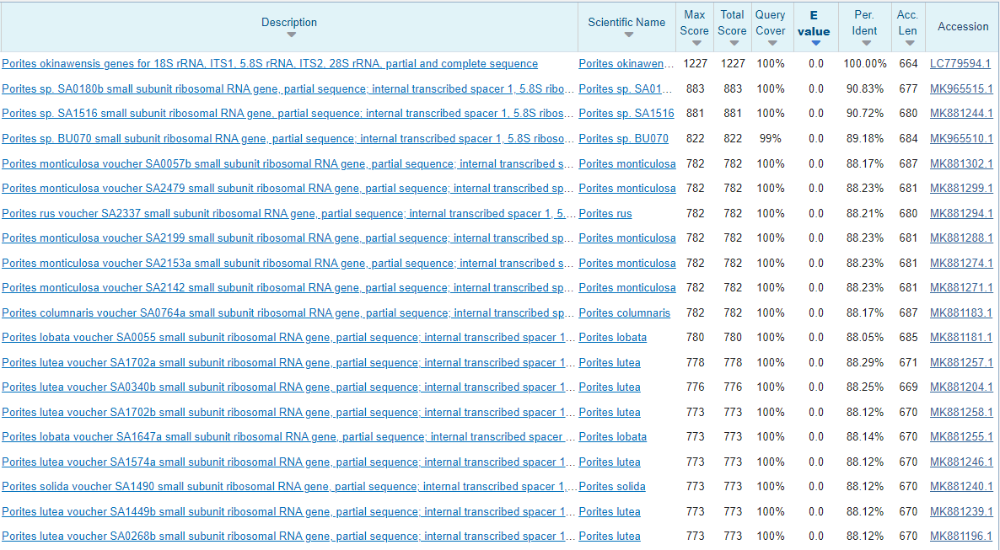 Description Scientific Name Max Score Total Score Query Cover E value Per. Ident Acc. Len Accession
Porites okinawensis genes for 18S rRNA, ITS1, 5.8S rRNA, ITS2, 28S rRNA, partial and complete sequence Porites okinawen... 1227 1227 100% 0.0 100.00% 664 LC779594.1
Porites sp. SA0180b small subunit ribosomal RNA gene, partial sequence; internal transcribed spacer 1, 5.8S ribo... Porites sp. SA01... 883 883 100% 0.0 90.83% 677 MK965515.1
Porites sp. SA1516 small subunit ribosomal RNA gene, partial sequence; internal transcribed spacer 1, 5.8S ribos... Porites sp. SA1516 881 881 100% 0.0 90.72% 680 MK881244.1
Porites sp. BU070 small subunit ribosomal RNA gene, partial sequence; internal transcribed spacer 1, 5.8S riboso... Porites sp. BU070 822 822 99% 0.0 89.18% 684 MK965510.1
Porites monticulosa voucher SA0057b small subunit ribosomal RNA gene, partial sequence; internal transcribed s... Porites monticulosa 782 782 100% 0.0 88.17% 687 MK881302.1
Porites monticulosa voucher SA2479 small subunit ribosomal RNA gene, partial sequence; internal transcribed sp... Porites monticulosa 782 782 100% 0.0 88.23% 681 MK881299.1
Porites rus voucher SA2337 small subunit ribosomal RNA gene, partial sequence; internal transcribed spacer 1, 5.... Porites rus 782 782 100% 0.0 88.21% 680 MK881294.1
Porites monticulosa voucher SA2199 small subunit ribosomal RNA gene, partial sequence; internal transcribed sp... Porites monticulosa 782 782 100% 0.0 88.23% 681 MK881288.1
Porites monticulosa voucher SA2153a small subunit ribosomal RNA gene, partial sequence; internal transcribed s... Porites monticulosa 782 782 100% 0.0 88.23% 681 MK881274.1
Porites monticulosa voucher SA2142 small subunit ribosomal RNA gene, partial sequence; internal transcribed sp... Porites monticulosa 782 782 100% 0.0 88.23% 681 MK881271.1
Porites columnaris voucher SA0764a small subunit ribosomal RNA gene, partial sequence; internal transcribed sp... Porites columnaris 782 782 100% 0.0 88.17% 687 MK881183.1
Porites lobata voucher SA0055 small subunit ribosomal RNA gene, partial sequence; internal transcribed spacer 1... Porites lobata 780 780 100% 0.0 88.05% 685 MK881181.1
Porites lutea voucher SA1702a small subunit ribosomal RNA gene, partial sequence; internal transcribed spacer 1... Porites lutea 778 778 100% 0.0 88.29% 671 MK881257.1
Porites lutea voucher SA0340b small subunit ribosomal RNA gene, partial sequence; internal transcribed spacer 1... Porites lutea 776 776 100% 0.0 88.25% 669 MK881204.1
Porites lutea voucher SA1702b small subunit ribosomal RNA gene, partial sequence; internal transcribed spacer 1... Porites lutea 773 773 100% 0.0 88.12% 670 MK881258.1
Porites lobata voucher SA1647a small subunit ribosomal RNA gene, partial sequence; internal transcribed spacer ... Porites lobata 773 773 100% 0.0 88.14% 670 MK881255.1
Porites lutea voucher SA1574a small subunit ribosomal RNA gene, partial sequence; internal transcribed spacer 1... Porites lutea 773 773 100% 0.0 88.12% 670 MK881246.1
Porites solida voucher SA1490 small subunit ribosomal RNA gene, partial sequence; internal transcribed spacer 1,... Porites solida 773 773 100% 0.0 88.12% 670 MK881240.1
Porites lutea voucher SA1449b small subunit ribosomal RNA gene, partial sequence; internal transcribed spacer 1... Porites lutea 773 773 100% 0.0 88.12% 670 MK881239.1
Porites lutea voucher SA0268b small subunit ribosomal RNA gene, partial sequence; internal transcribed spacer 1... Porites lutea 773 773 100% 0.0 88.12% 670 MK881196.1